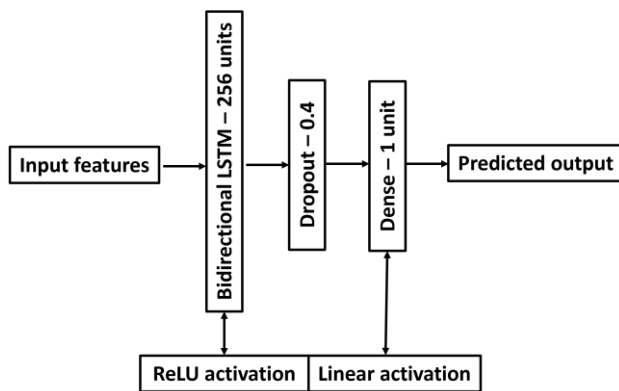 Input features
Bidirectional LSTM – 256 units
Dropout – 0.4
Dense – 1 unit
Predicted output
ReLU activation
Linear activation